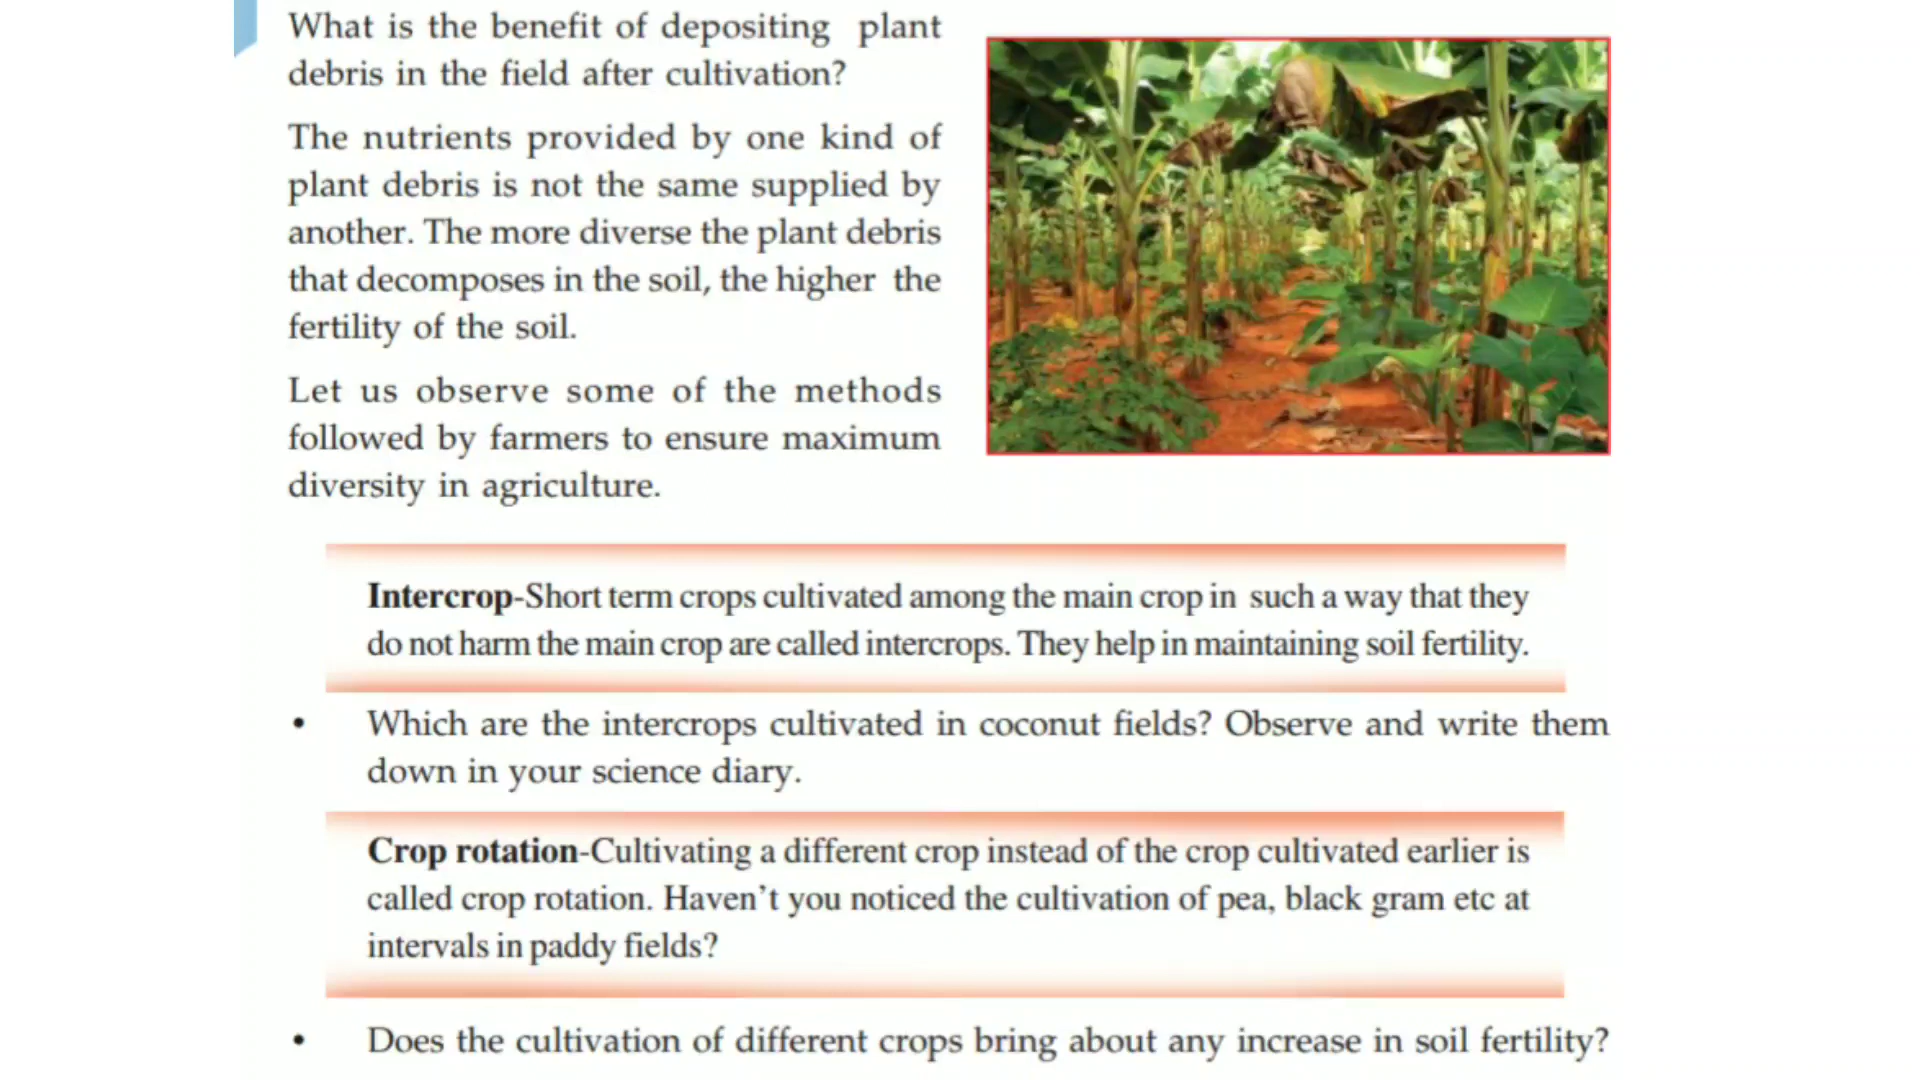 What is the benefit of depositing plant
debris in the field after cultivation?
The nutrients provided by one kind of
plant debris is not the same supplied by
another. The more diverse the plant debris
that decomposes in the soil, the higher the
fertility of the soil.
Let us observe some of the methods
followed by farmers to ensure maximum
diversity in agriculture.
Intercrop-Short term crops cultivated among the main crop in such a way that they
do not harm the main crop are called intercrops. They help in maintaining soil fertility.
• Which are the intercrops cultivated in coconut fields? Observe and write them
down in your science diary.
Crop rotation-Cultivating a different crop instead of the crop cultivated earlier is
called crop rotation. Haven't you noticed the cultivation of pea, black gram etc at
intervals in paddy fields?
• Does the cultivation of different crops bring about any increase in soil fertility?